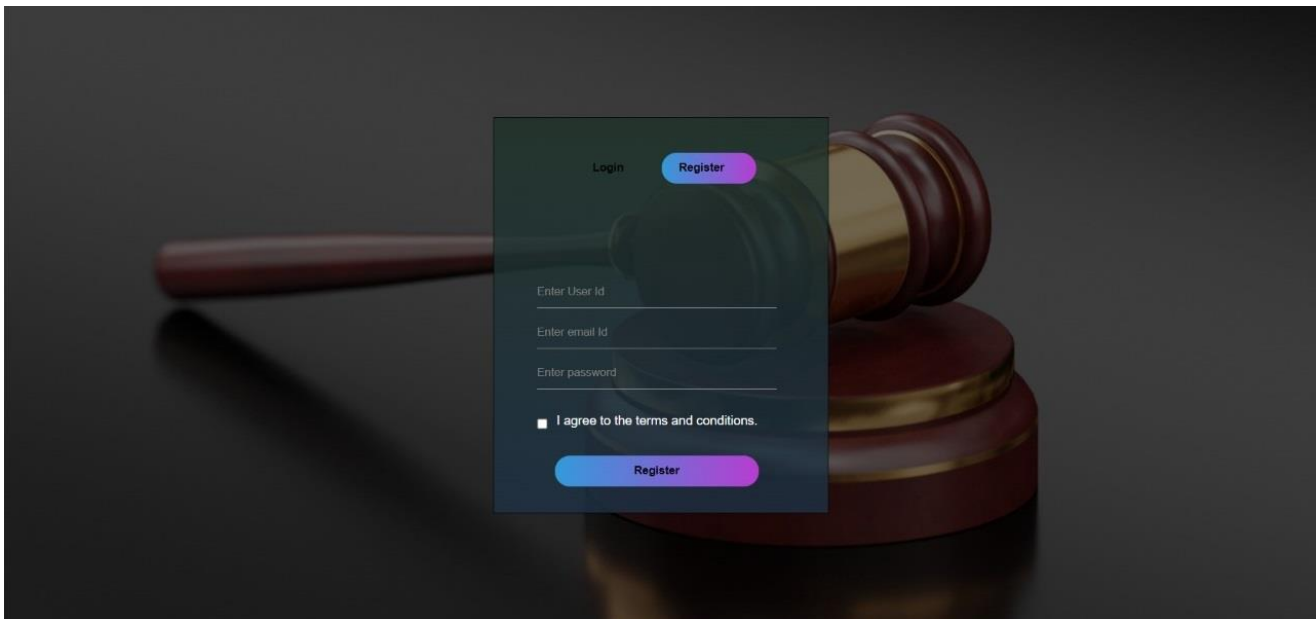 Login Register
Enter User Id
Enter email Id
Enter password
I agree to the terms and conditions.
Register